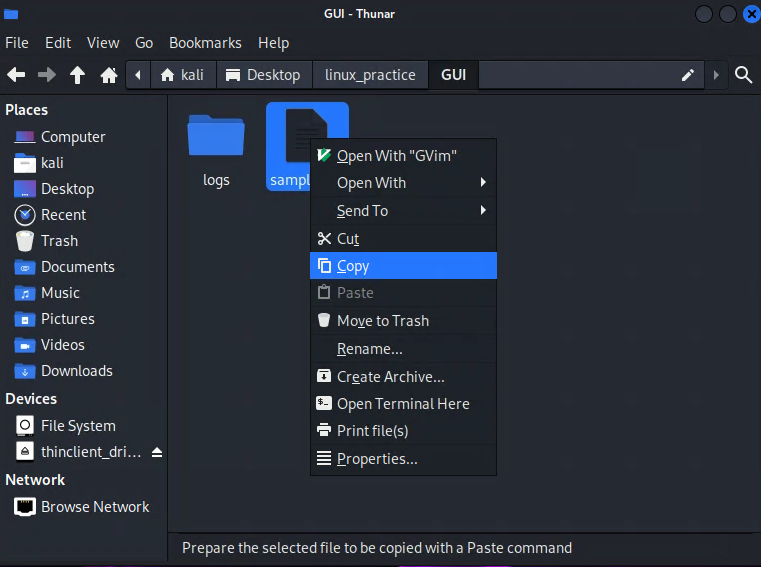 GUI - Thunar
File Edit View Go Bookmarks Help
kali Desktop linux_practice GUI
Places
Computer
kali
Desktop
Recent
Trash
Documents
Music
Pictures
Videos
Downloads
Devices
File System
thinclient_dri...
Network
Browse Network
logs
sampl
Open With "GVim"
Open With
Send To
Cut
Copy
Paste
Move to Trash
Rename...
Create Archive...
Open Terminal Here
Print file(s)
Properties...
Prepare the selected file to be copied with a Paste command